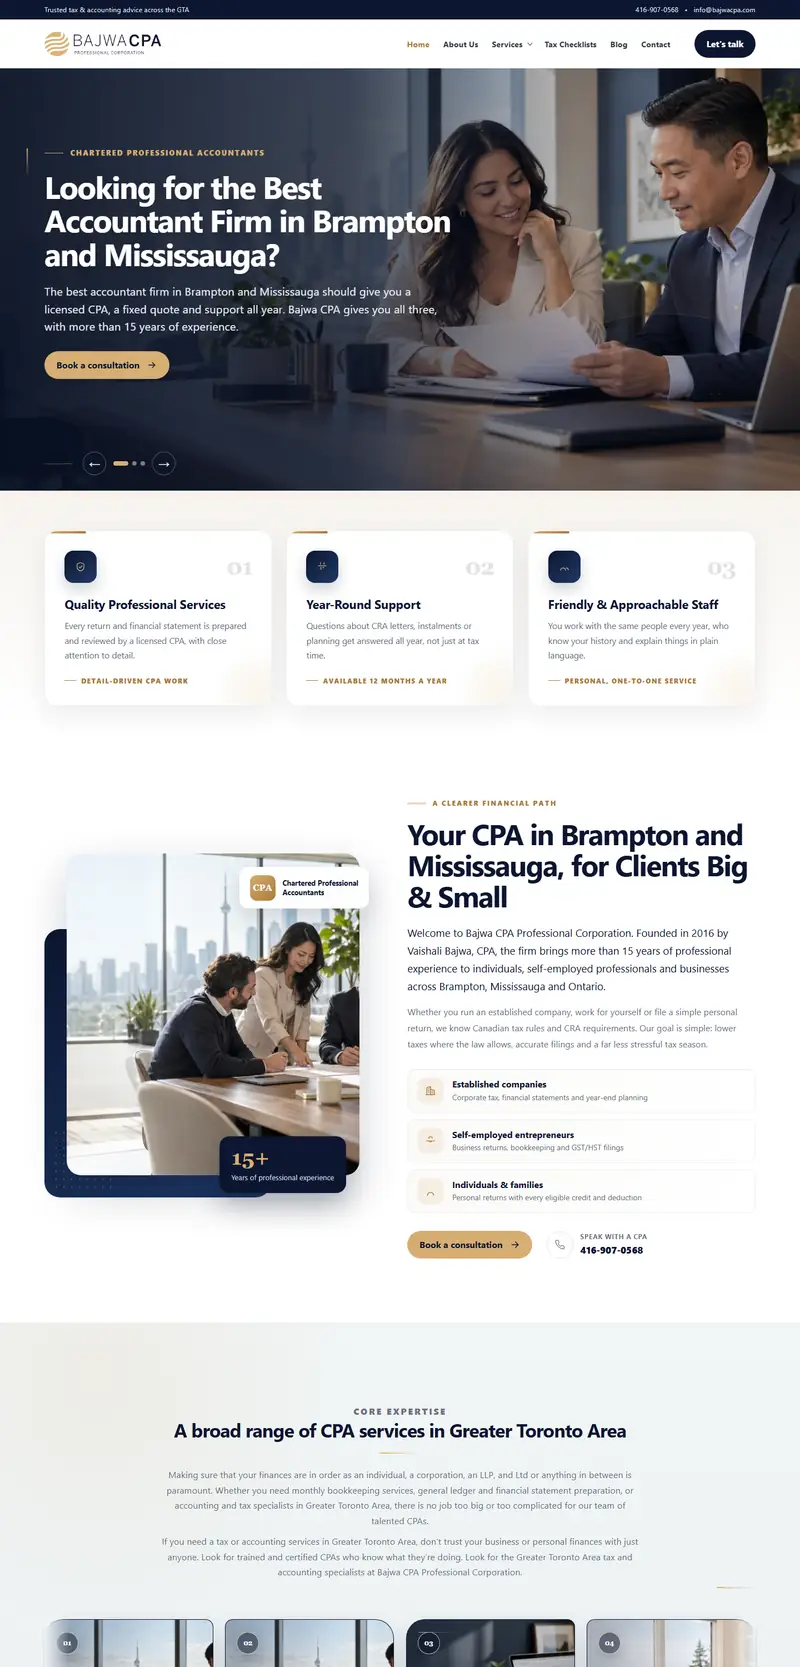 Trusted tax & accounting advice across the GTA
416-907-0568 • info@bajwacpa.com
BAJWACPA
PROFESSIONAL CORPORATION
Home About Us Services Tax Checklists Blog Contact Let's talk
CHARTERED PROFESSIONAL ACCOUNTANTS
Looking for the Best
Accountant Firm in Brampton
and Mississauga?
The best accountant firm in Brampton and Mississauga should give you a
licensed CPA, a fixed quote and support all year. Bajwa CPA gives you all three,
with more than 15 years of experience.
Book a consultation →
← →
01
Quality Professional Services
Every return and financial statement is prepared
and reviewed by a licensed CPA, with close
attention to detail.
DETAIL-DRIVEN CPA WORK
02
Year-Round Support
Questions about CRA letters, instalments or
planning get answered all year, not just at tax
time.
AVAILABLE 12 MONTHS A YEAR
03
Friendly & Approachable Staff
You work with the same people every year, who
know your history and explain things in plain
language.
PERSONAL, ONE-TO-ONE SERVICE
CPA
Chartered Professional
Accountants
15+
Years of professional experience
A CLEARER FINANCIAL PATH
Your CPA in Brampton and
Mississauga, for Clients Big
& Small
Welcome to Bajwa CPA Professional Corporation. Founded in 2016 by
Vaishali Bajwa, CPA, the firm brings more than 15 years of professional
experience to individuals, self-employed professionals and businesses
across Brampton, Mississauga and Ontario.
Whether you run an established company, work for yourself or file a simple personal
return, we know Canadian tax rules and CRA requirements. Our goal is simple: lower
taxes where the law allows, accurate filings and a far less stressful tax season.
Established companies
Corporate tax, financial statements and year-end planning
Self-employed entrepreneurs
Business returns, bookkeeping and GST/HST filings
Individuals & families
Personal returns with every eligible credit and deduction
Book a consultation →
SPEAK WITH A CPA
416-907-0568
CORE EXPERTISE
A broad range of CPA services in Greater Toronto Area
Making sure that your finances are in order as an individual, a corporation, an LLP, and Ltd or anything in between is
paramount. Whether you need monthly bookkeeping services, general ledger and financial statement preparation, or
accounting and tax specialists in Greater Toronto Area, there is no job too big or too complicated for our team of
talented CPAs.
If you need a tax or accounting services in Greater Toronto Area, don't trust your business or personal finances with just
anyone. Look for trained and certified CPAs who know what they're doing. Look for the Greater Toronto Area tax and
accounting specialists at Bajwa CPA Professional Corporation.
01 02 03 04